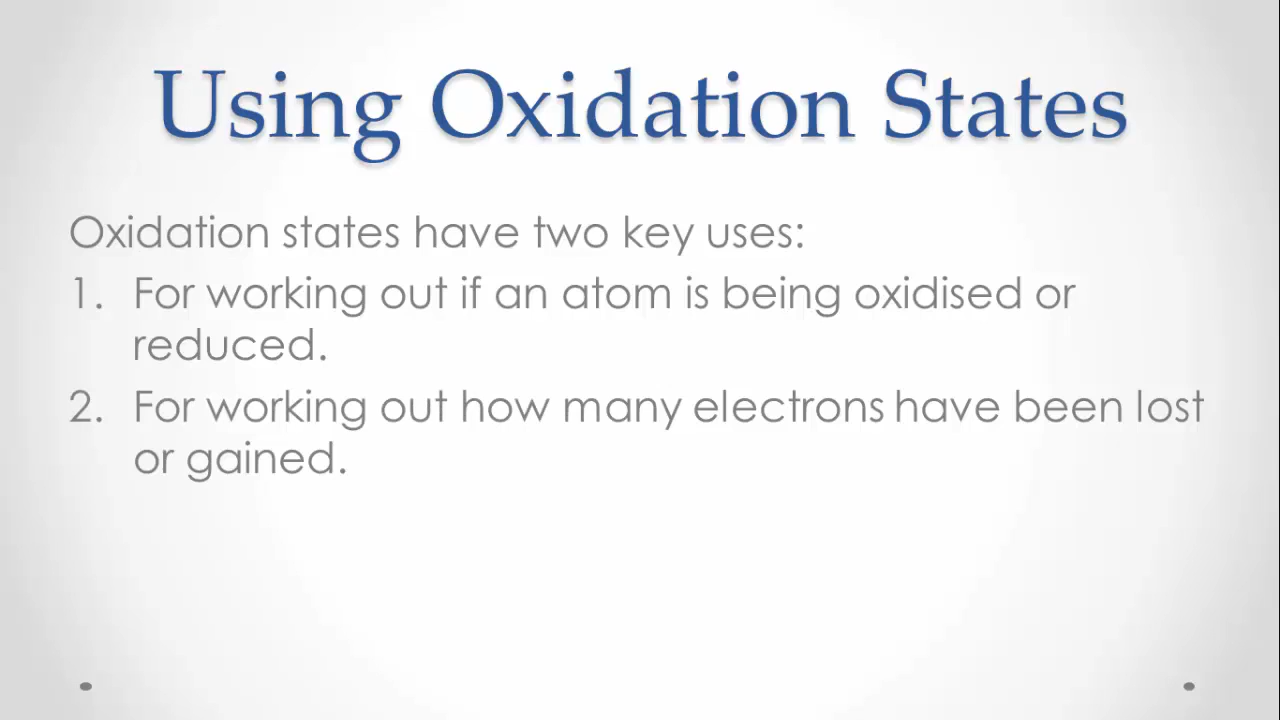 Using Oxidation States
Oxidation states have two key uses:
1. For working out if an atom is being oxidised or
reduced.
2. For working out how many electrons have been lost
or gained.